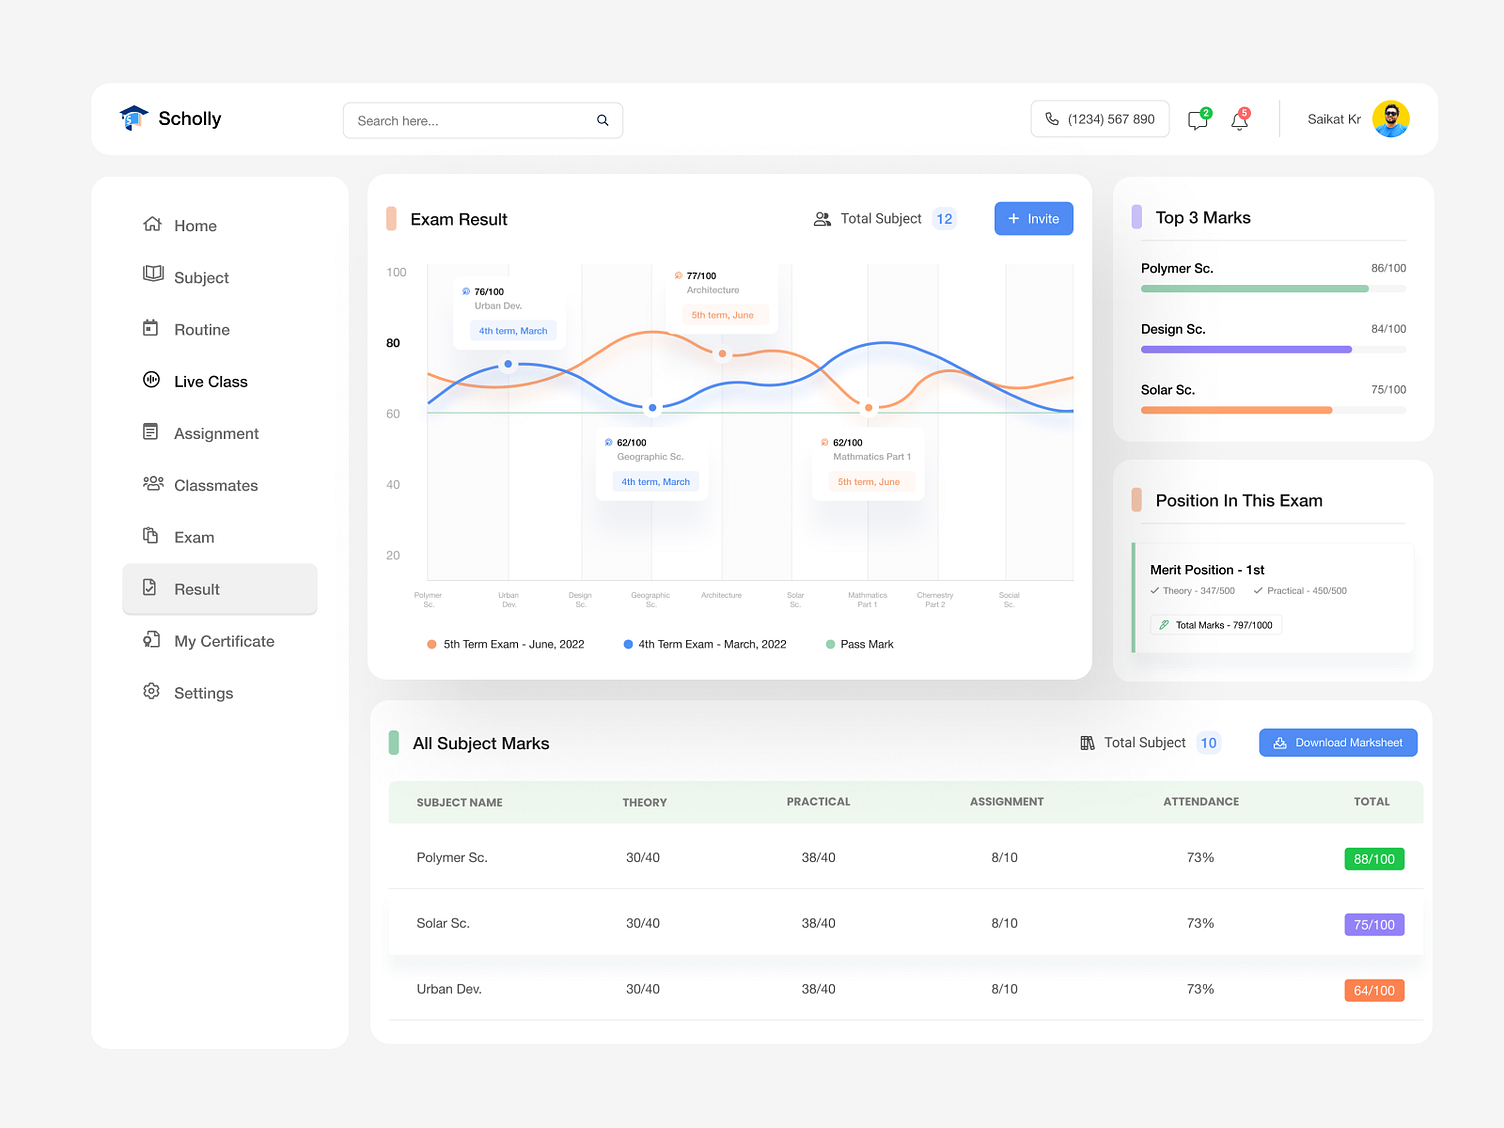 Scholly
Search here...
(1234) 567 890
2
5
Saikat Kr
Home
Subject
Routine
Live Class
Assignment
Classmates
Exam
Result
My Certificate
Settings
Exam Result
Total Subject 12
+ Invite
100
80
60
40
20
76/100
Urban Dev.
4th term, March
77/100
Architecture
5th term, June
62/100
Geographic Sc.
4th term, March
62/100
Mathmatics Part 1
5th term, June
Polymer
Sc.
Urban
Dev.
Design
Sc.
Geographic
Sc.
Architecture
Solar
Sc.
Mathmatics
Part 1
Chemestry
Part 2
Social
Sc.
5th Term Exam - June, 2022
4th Term Exam - March, 2022
Pass Mark
Top 3 Marks
Polymer Sc. 86/100
Design Sc. 84/100
Solar Sc. 75/100
Position In This Exam
Merit Position - 1st
Theory - 347/500 Practical - 450/500
Total Marks - 797/1000
All Subject Marks
Total Subject 10
Download Marksheet
SUBJECT NAME THEORY PRACTICAL ASSIGNMENT ATTENDANCE TOTAL
Polymer Sc. 30/40 38/40 8/10 73% 88/100
Solar Sc. 30/40 38/40 8/10 73% 75/100
Urban Dev. 30/40 38/40 8/10 73% 64/100